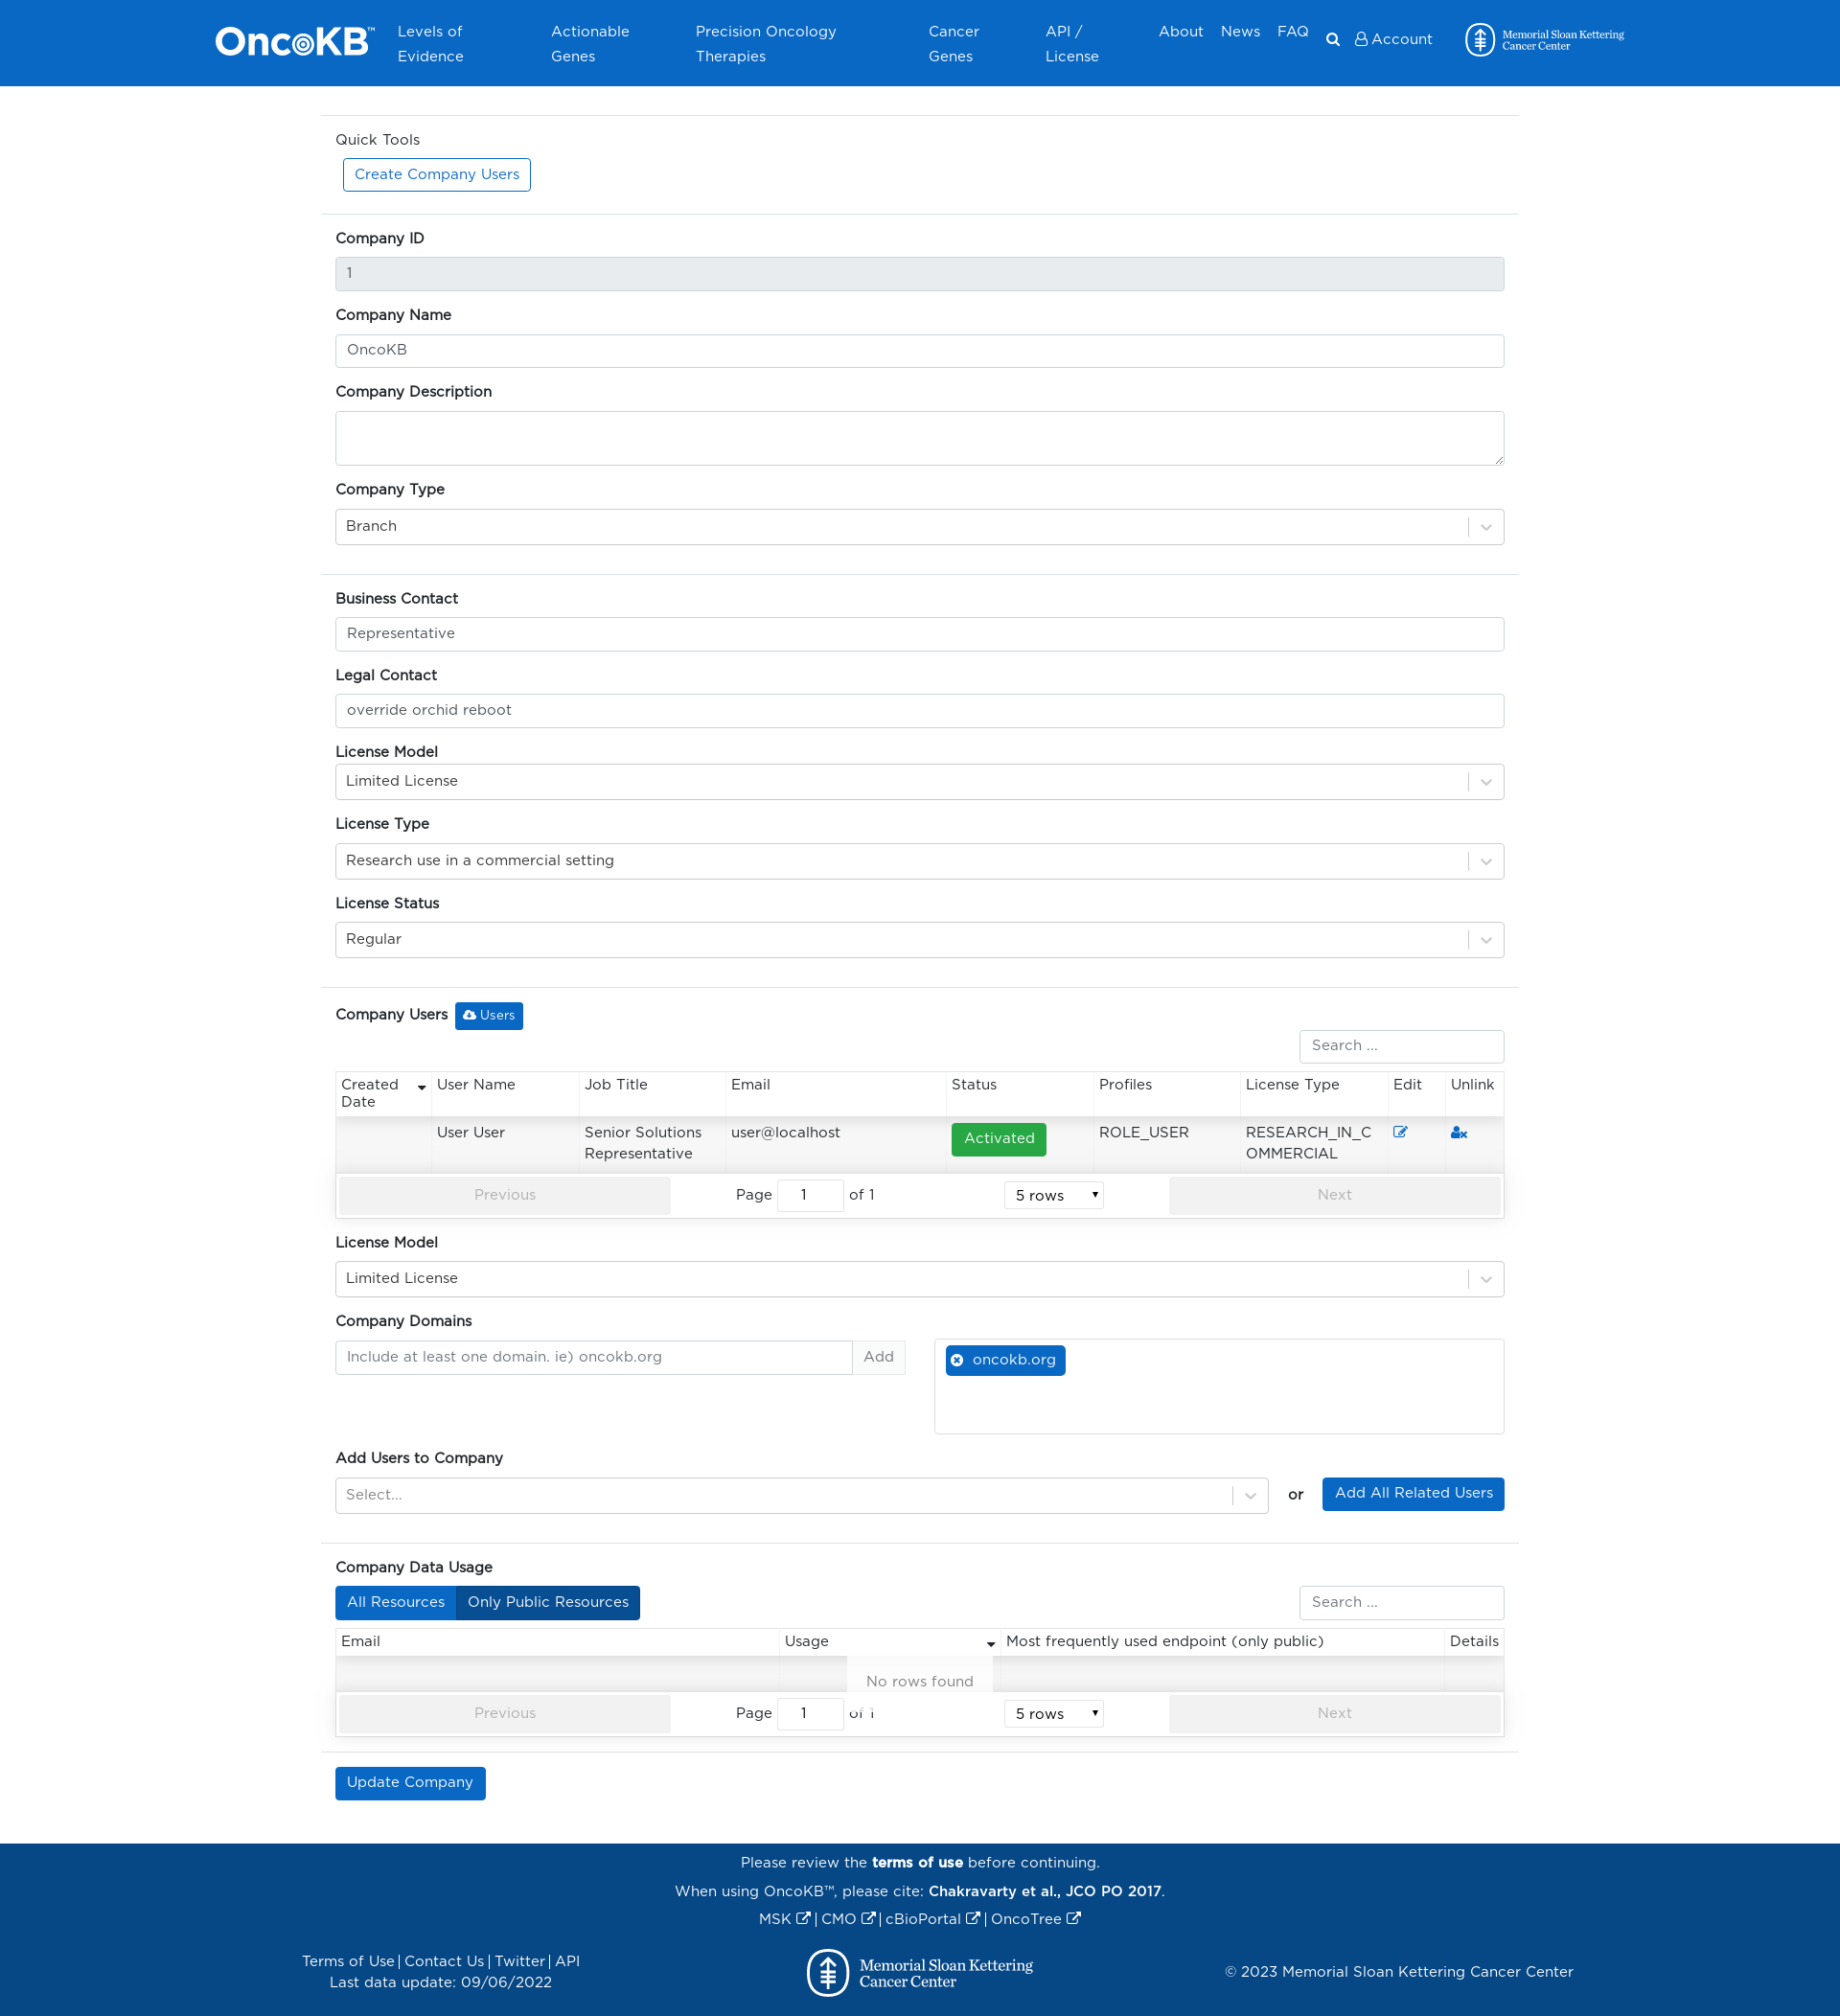 OncoKB™
Levels of Evidence
Actionable Genes
Precision Oncology Therapies
Cancer Genes
API / License
About
News
FAQ
Account
Memorial Sloan Kettering Cancer Center
Quick Tools
Create Company Users
Company ID
1
Company Name
OncoKB
Company Description
Company Type
Branch
Business Contact
Representative
Legal Contact
override orchid reboot
License Model
Limited License
License Type
Research use in a commercial setting
License Status
Regular
Company Users Users
Search ...
Created Date User Name Job Title Email Status Profiles License Type Edit Unlink
User User Senior Solutions Representative user@localhost Activated ROLE_USER RESEARCH_IN_COMMERCIAL
Previous Page 1 of 1 5 rows Next
License Model
Limited License
Company Domains
Include at least one domain. ie) oncokb.org Add oncokb.org
Add Users to Company
Select... or Add All Related Users
Company Data Usage
All Resources Only Public Resources Search ...
Email Usage Most frequently used endpoint (only public) Details
No rows found
Previous Page 1 of 1 5 rows Next
Update Company
Please review the terms of use before continuing.
When using OncoKB™, please cite: Chakravarty et al., JCO PO 2017.
MSK | CMO | cBioPortal | OncoTree
Terms of Use | Contact Us | Twitter | API
Last data update: 09/06/2022
Memorial Sloan Kettering
Cancer Center
© 2023 Memorial Sloan Kettering Cancer Center